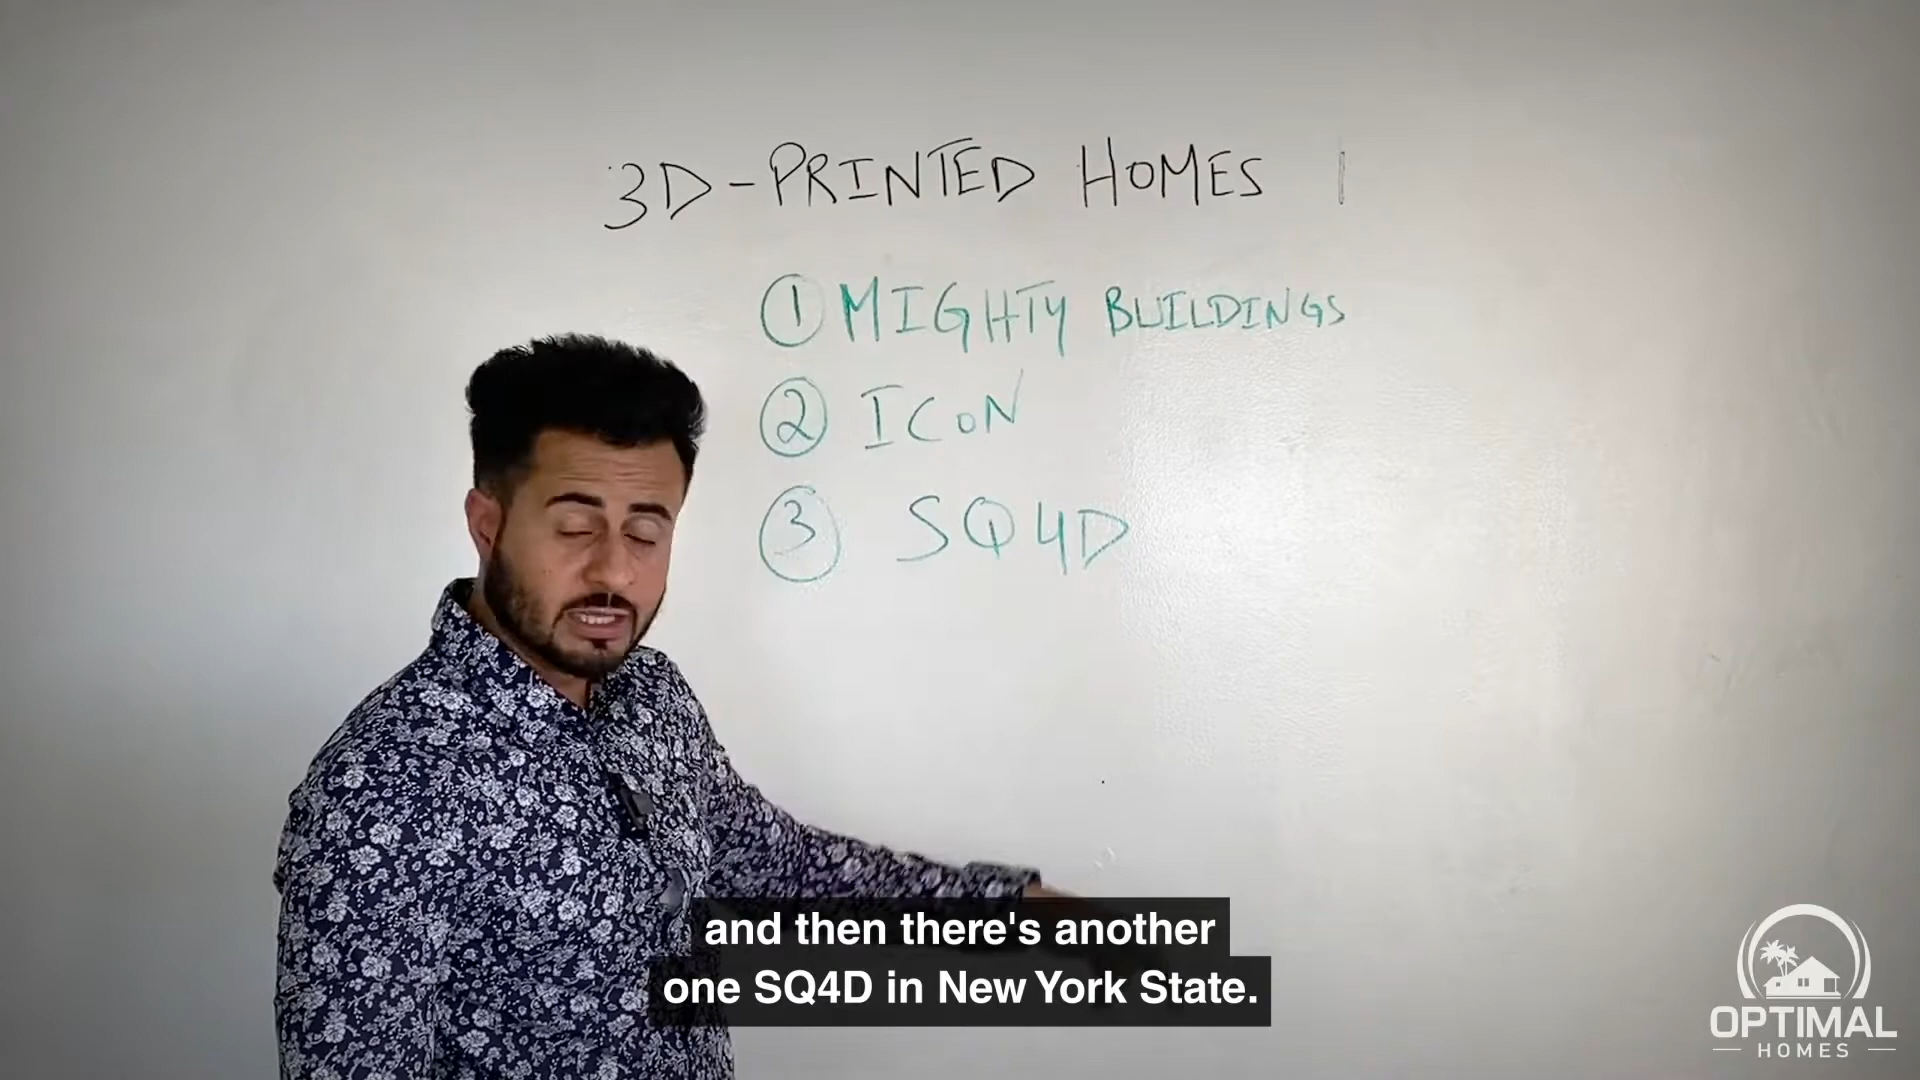 3D-PRINTED HOMES
① MIGHTY BUILDINGS
② ICON
③ SQ4D
and then there's another
one SQ4D in New York State.
OPTIMAL
HOMES